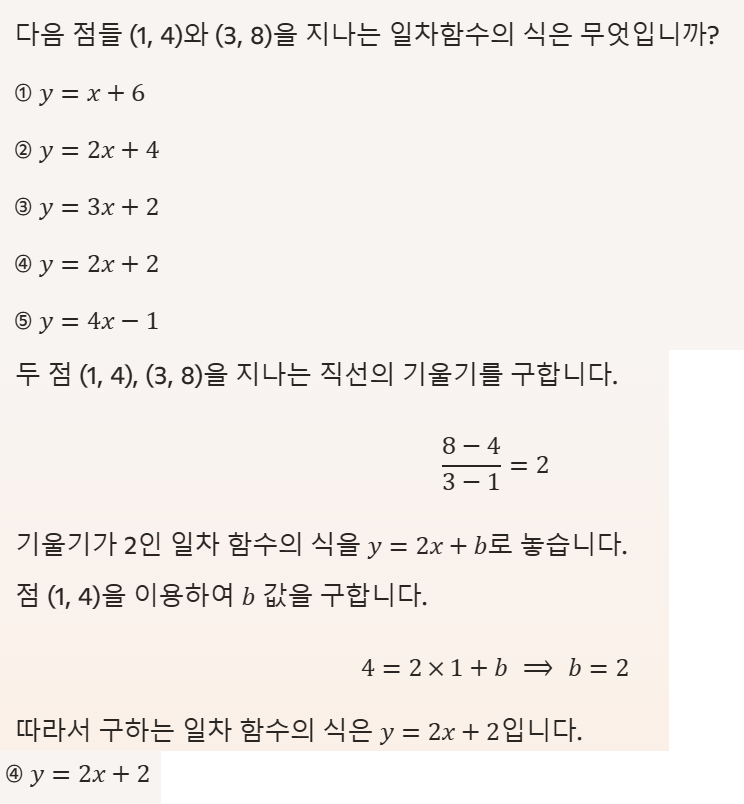 다음 점들 (1, 4)와 (3, 8)을 지나는 일차함수의 식은 무엇입니까?
① y = x + 6
② y = 2x + 4
③ y = 3x + 2
④ y = 2x + 2
⑤ y = 4x − 1
두 점 (1, 4), (3, 8)을 지나는 직선의 기울기를 구합니다.
8 − 4
3 − 1 = 2
기울기가 2인 일차 함수의 식을 y = 2x + b로 놓습니다.
점 (1, 4)을 이용하여 b 값을 구합니다.
4 = 2 × 1 + b ⟹ b = 2
따라서 구하는 일차 함수의 식은 y = 2x + 2입니다.
④ y = 2x + 2